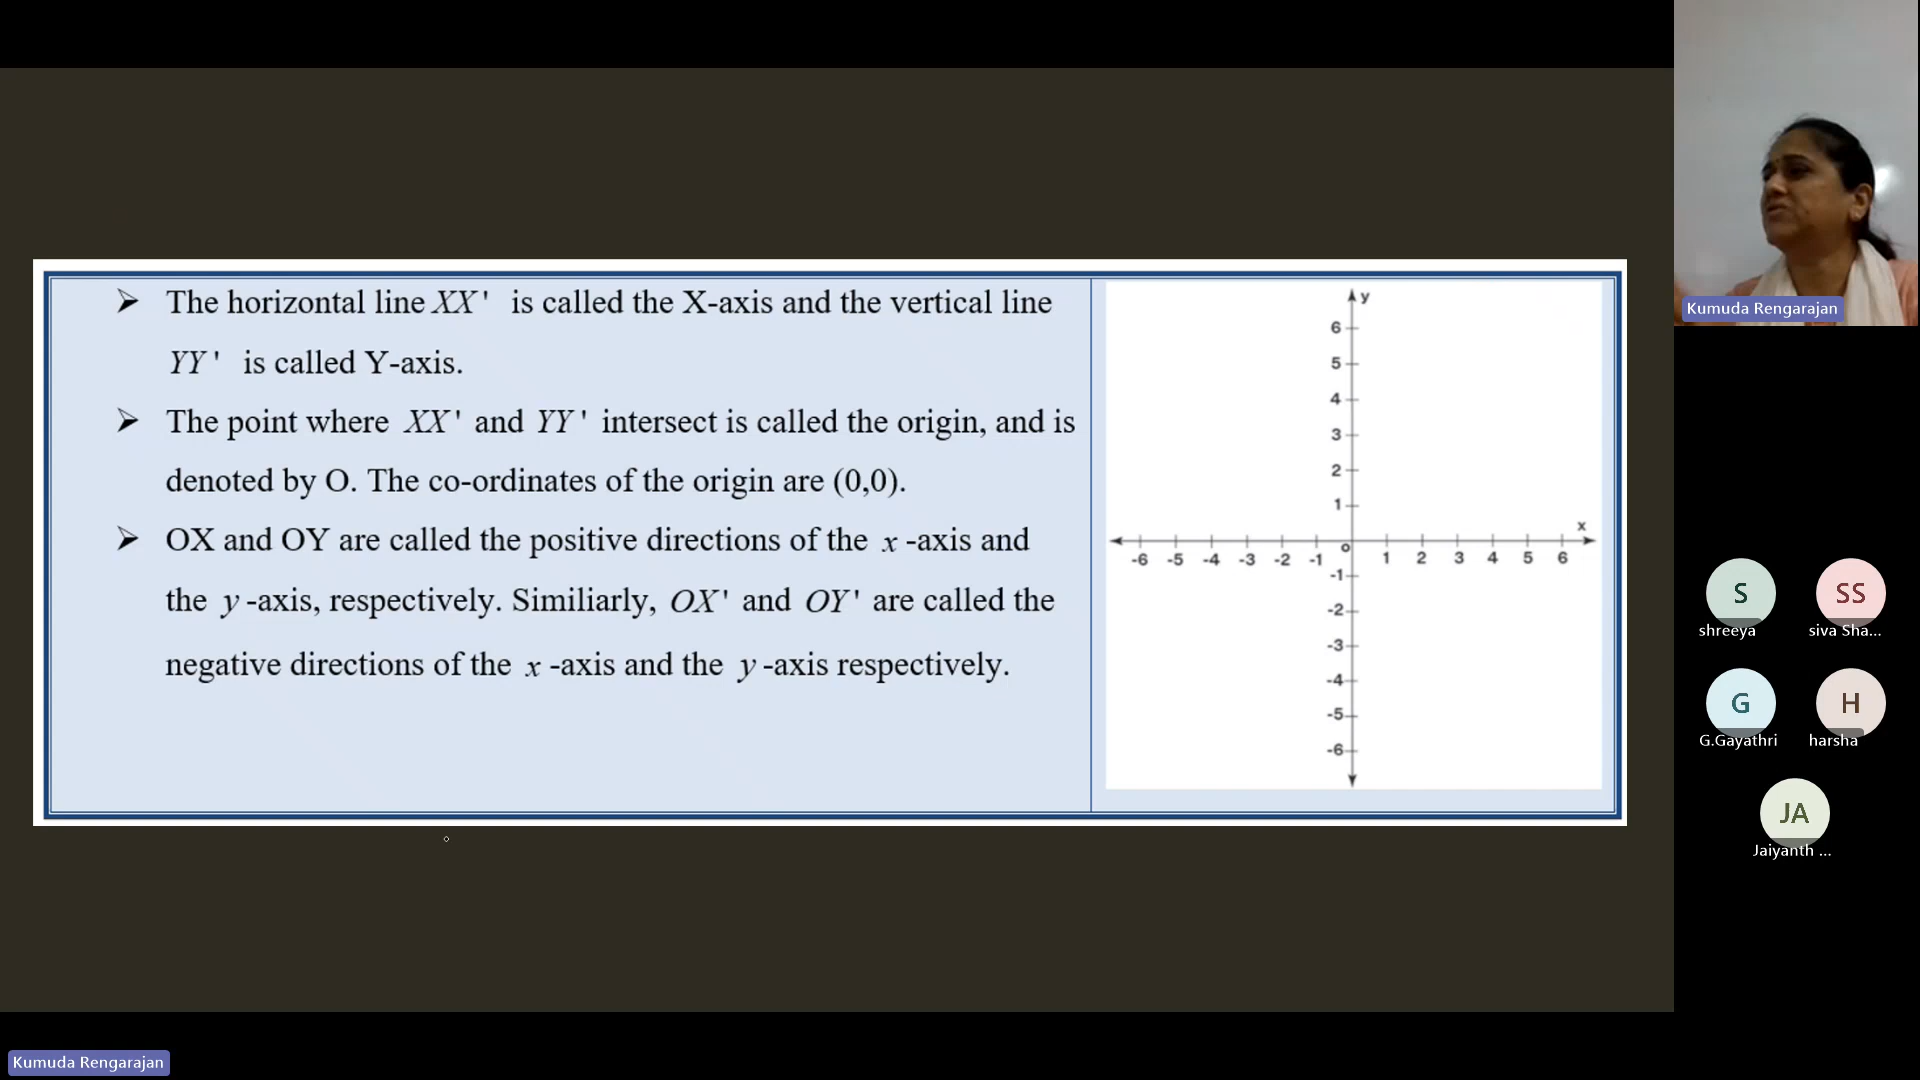 ➢ The horizontal line XX' is called the X-axis and the vertical line
YY' is called Y-axis.
➢ The point where XX' and YY' intersect is called the origin, and is
denoted by O. The co-ordinates of the origin are (0,0).
➢ OX and OY are called the positive directions of the x -axis and
the y -axis, respectively. Similiarly, OX' and OY' are called the
negative directions of the x -axis and the y -axis respectively.
y
6
5
4
3
2
1
x
-6 -5 -4 -3 -2 -1 o 1 2 3 4 5 6
-1
-2
-3
-4
-5
-6
Kumuda Rengarajan
S SS
shreeya siva Sha...
G H
G.Gayathri harsha
JA
Jaiyanth ...
Kumuda Rengarajan